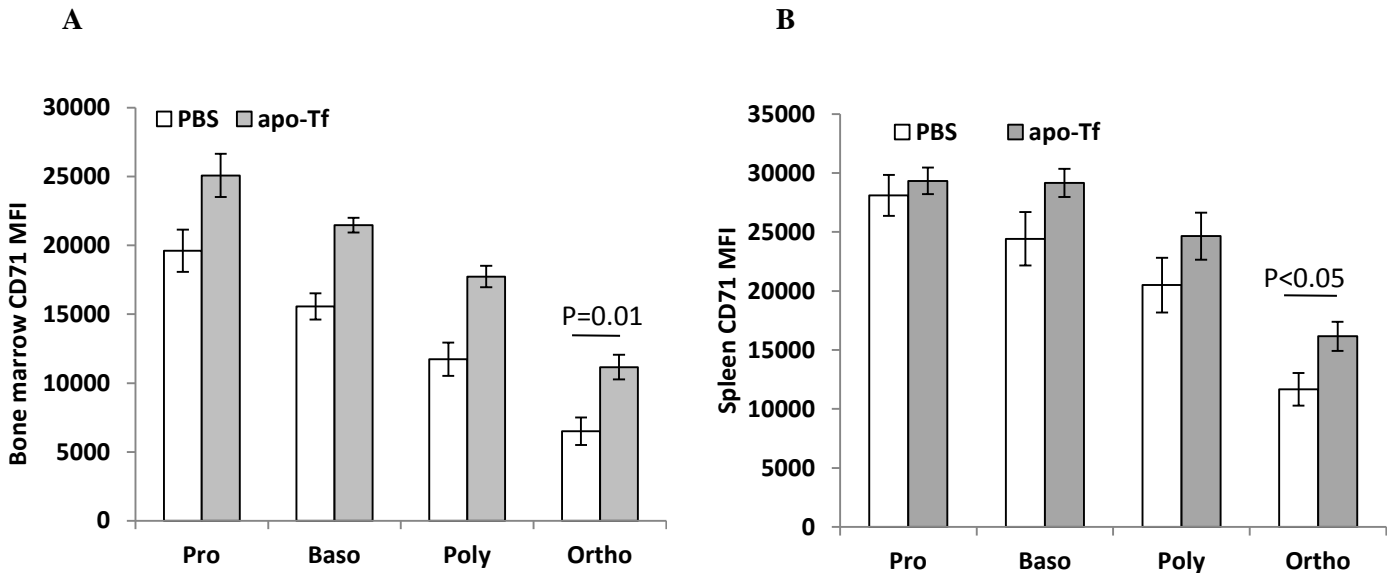 A
B
PBS apo-Tf
30000
25000
20000
15000
10000
5000
0
Bone marrow CD71 MFI
P=0.01
Pro Baso Poly Ortho
PBS apo-Tf
35000
30000
25000
20000
15000
10000
5000
0
Spleen CD71 MFI
P<0.05
Pro Baso Poly Ortho